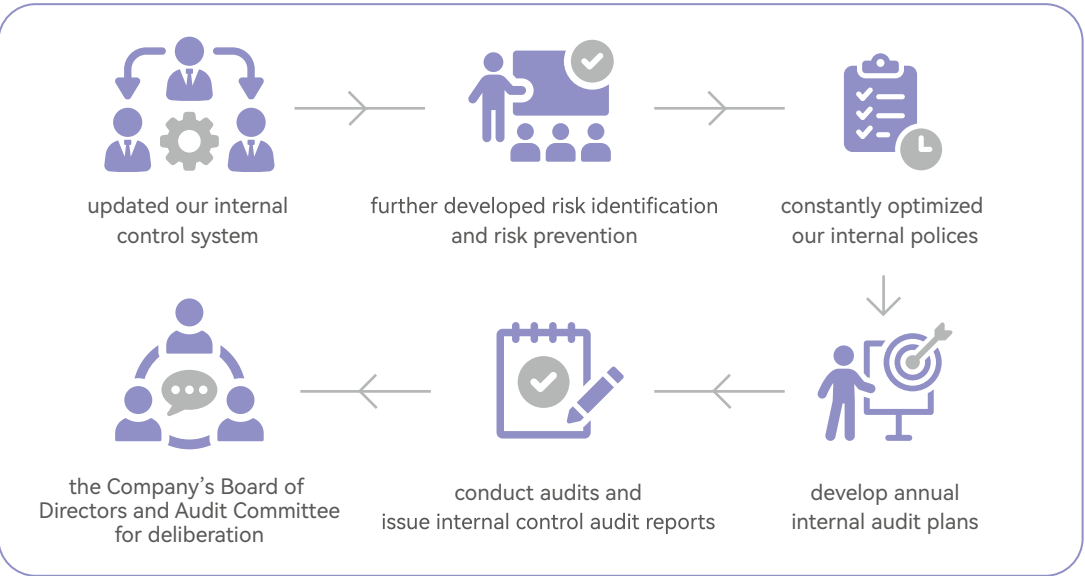 updated our internal
control system
further developed risk identification
and risk prevention
constantly optimized
our internal polices
develop annual
internal audit plans
conduct audits and
issue internal control audit reports
the Company’s Board of
Directors and Audit Committee
for deliberation